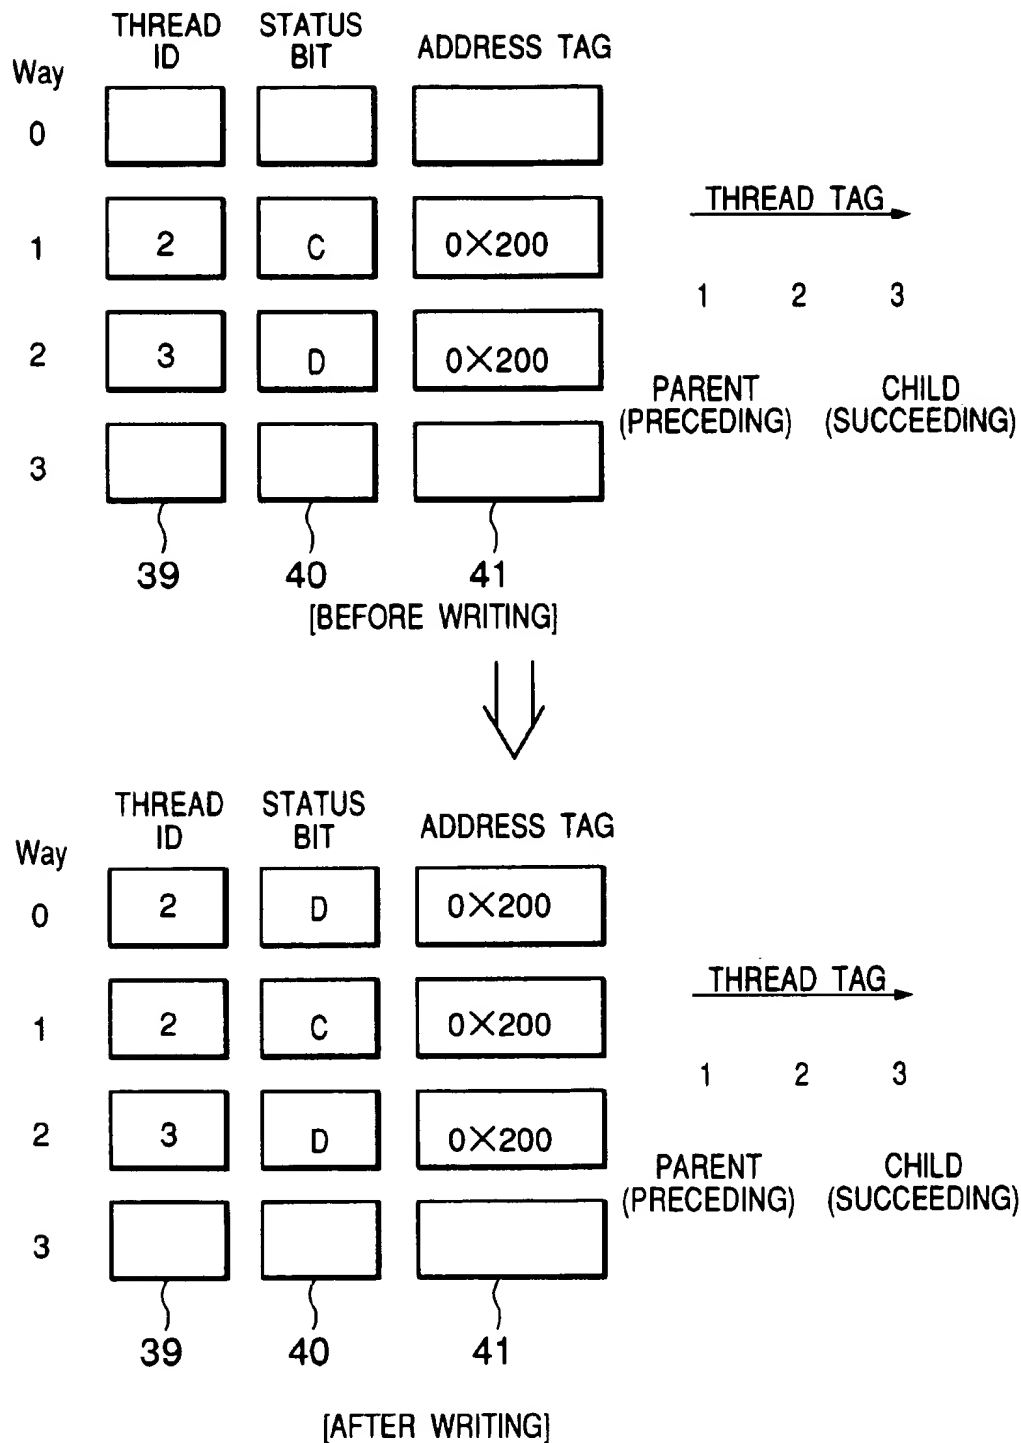 THREAD ID STATUS BIT ADDRESS TAG
Way
0
1 2 C 0×200
THREAD TAG
1 2 3
2 3 D 0×200
PARENT (PRECEDING) CHILD (SUCCEEDING)
3
39 40 41
[BEFORE WRITING]
THREAD ID STATUS BIT ADDRESS TAG
Way
0 2 D 0×200
1 2 C 0×200
THREAD TAG
1 2 3
2 3 D 0×200
PARENT (PRECEDING) CHILD (SUCCEEDING)
3
39 40 41
[AFTER WRITING]